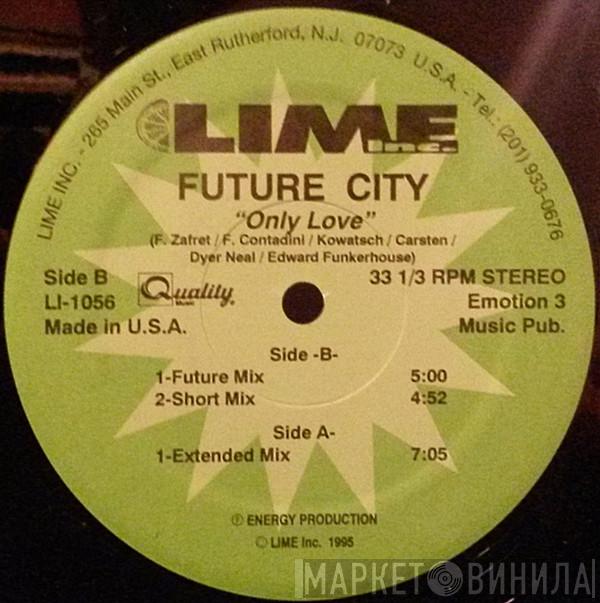 LIME INC. - 265 Main St., East Rutherford, N.J. 07073 U.S.A. - Tel.: (201) 933-0676
LIME
Inc.
FUTURE CITY
"Only Love"
(F. Zafret / F. Contadini / Kowatsch / Carsten /
Dyer Neal / Edward Funkerhouse)
Side B
LI-1056
Made in U.S.A.
Quality
Music
33 1/3 RPM STEREO
Emotion 3
Music Pub.
Side -B-
1-Future Mix 5:00
2-Short Mix 4:52
Side A-
1-Extended Mix 7:05
Ⓟ ENERGY PRODUCTION
© LIME Inc. 1995
МАРКЕТ ВИНИЛА